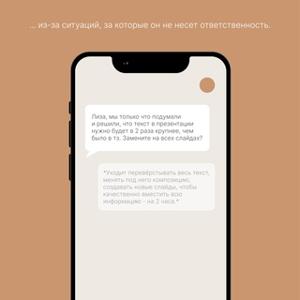 ... из-за ситуаций, за которые он не несет ответственность.
Лиза, мы только что подумали
и решили, что текст в презентации
нужно будет в 2 раза крупнее, чем
было в тз. Замените на всех слайдах?
*Уходит перевёрстывать весь текст,
менять под него композицию,
создавать новые слайды, чтобы
качественно вместить всю
информацию - на 2 часа.*